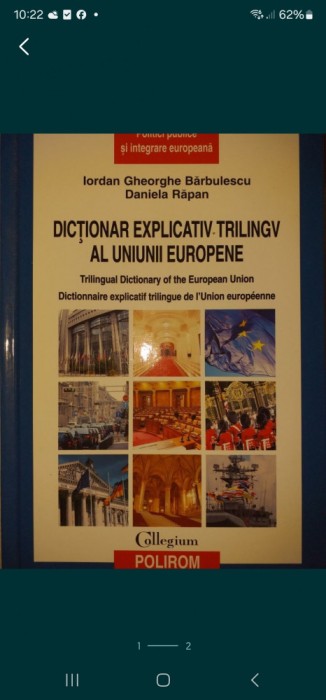 10:22
62%
Politici publice
și integrare europeană
Iordan Gheorghe Bărbulescu
Daniela Răpan
DICȚIONAR EXPLICATIV TRILINGV
AL UNIUNII EUROPENE
Trilingual Dictionary of the European Union
Dictionnaire explicatif trilingue de l'Union européenne
Collegium
POLIROM
1
2